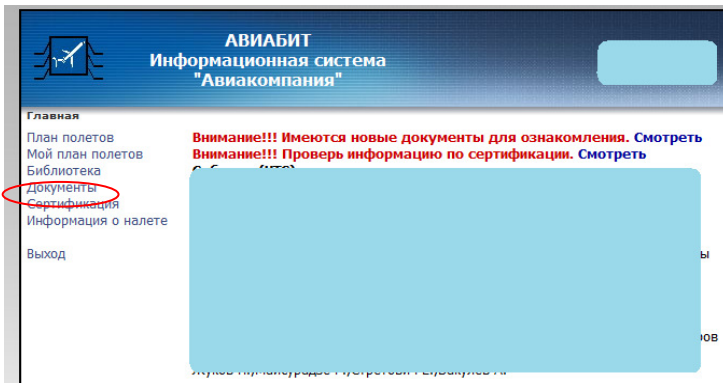 АВИАБИТ
Информационная система
"Авиакомпания"
Главная
План полетов
Мой план полетов
Библиотека
Документы
Сертификация
Информация о налете
Выход
Внимание!!! Имеются новые документы для ознакомления. Смотреть
Внимание!!! Проверь информацию по сертификации. Смотреть